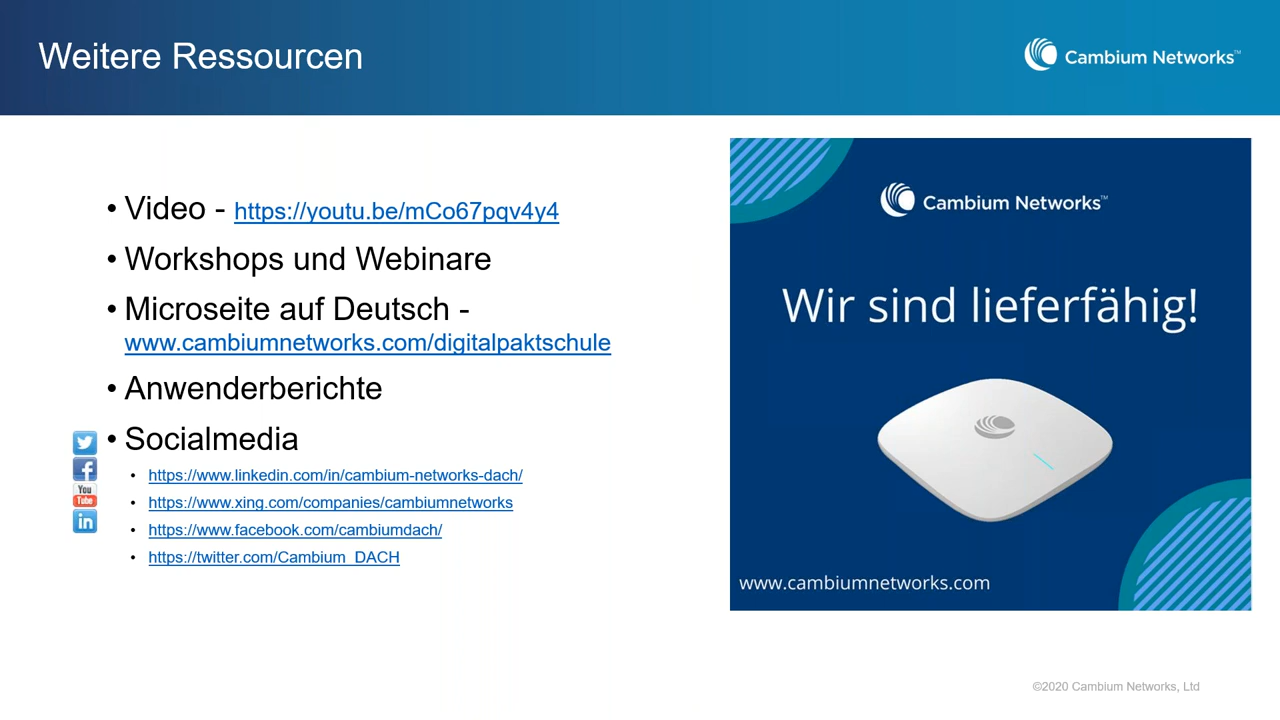 Weitere Ressourcen
Cambium Networks™
• Video - https://youtu.be/mCo67pqv4y4
• Workshops und Webinare
• Microseite auf Deutsch -
www.cambiumnetworks.com/digitalpaktschule
• Anwenderberichte
• Socialmedia
• https://www.linkedin.com/in/cambium-networks-dach/
• https://www.xing.com/companies/cambiumnetworks
• https://www.facebook.com/cambiumdach/
• https://twitter.com/Cambium_DACH
You
Tube
Cambium Networks™
Wir sind lieferfähig!
www.cambiumnetworks.com
©2020 Cambium Networks, Ltd